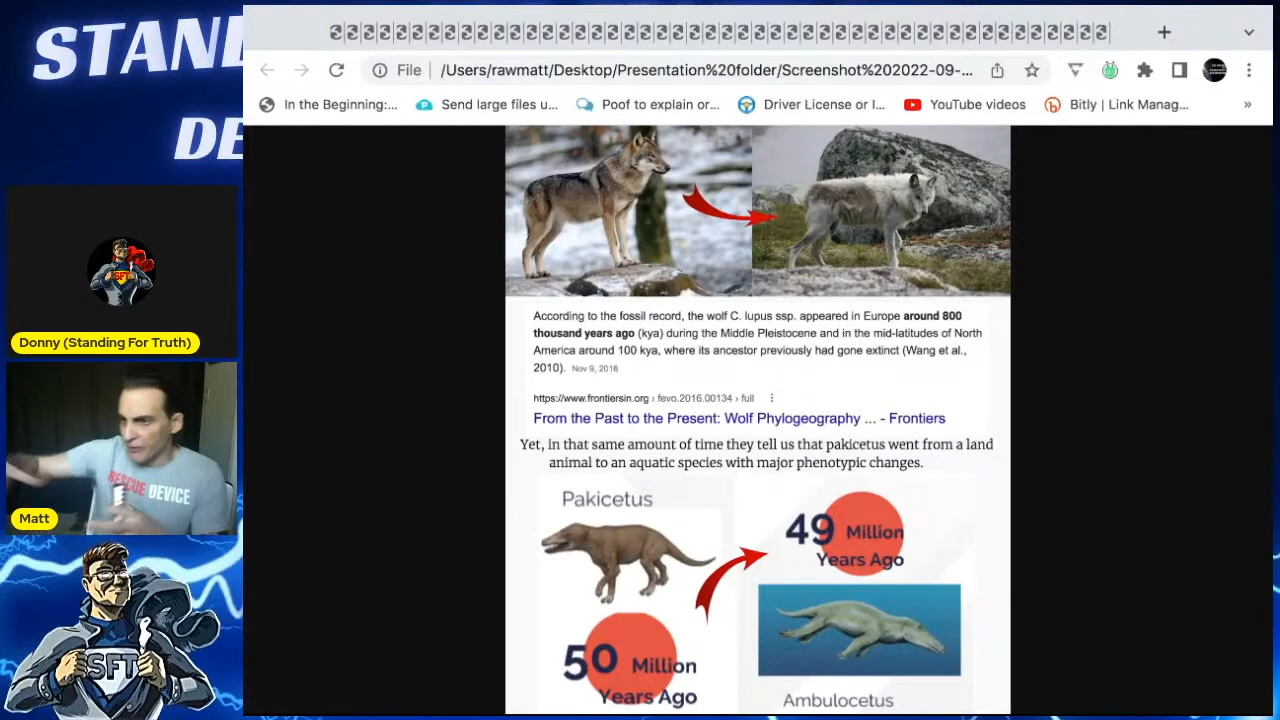 STAND
DE
File
/Users/rawmatt/Desktop/Presentation%20folder/Screenshot%202022-09-...
In the Beginning:...
Send large files u...
Poof to explain or...
Driver License or I...
YouTube videos
Bitly | Link Manag...
»
According to the fossil record, the wolf C. lupus ssp. appeared in Europe around 800
thousand years ago (kya) during the Middle Pleistocene and in the mid-latitudes of North
America around 100 kya, where its ancestor previously had gone extinct (Wang et al.,
2010). Nov 9, 2016
https://www.frontiersin.org › fevo.2016.00134 › full
From the Past to the Present: Wolf Phylogeography ... - Frontiers
Yet, in that same amount of time they tell us that pakicetus went from a land
animal to an aquatic species with major phenotypic changes.
Pakicetus
49 Million
Years Ago
50 Million
Years Ago
Ambulocetus
SFT
Donny (Standing For Truth)
RESCUE DEVICE
Matt
SFT